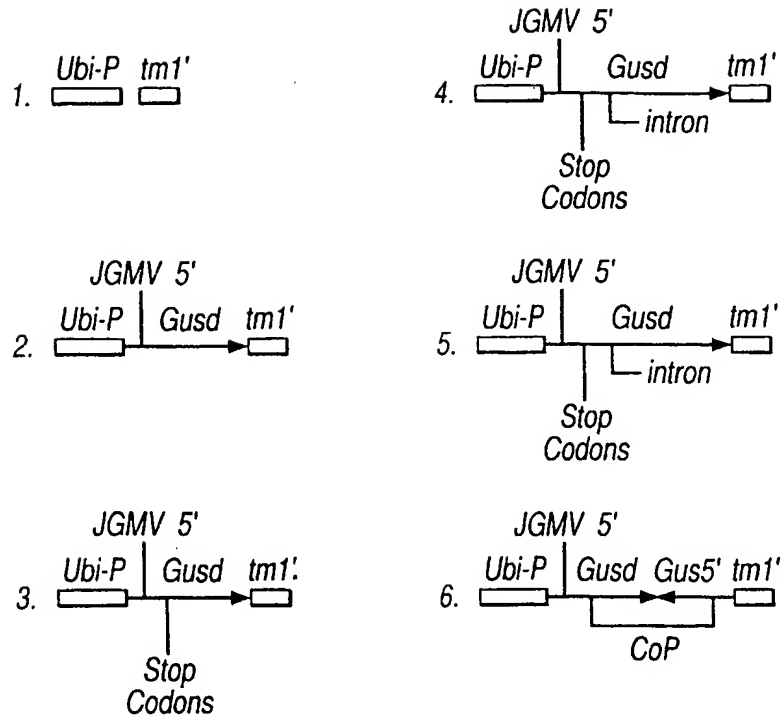 1. Ubi-P tm1'
JGMV 5'
2. Ubi-P Gusd tm1'
JGMV 5'
3. Ubi-P Gusd tm1'.
Stop
Codons
JGMV 5'
4. Ubi-P Gusd tm1'
intron
Stop
Codons
JGMV 5'
5. Ubi-P Gusd tm1'
intron
Stop
Codons
JGMV 5'
6. Ubi-P Gusd Gus5' tm1'
CoP